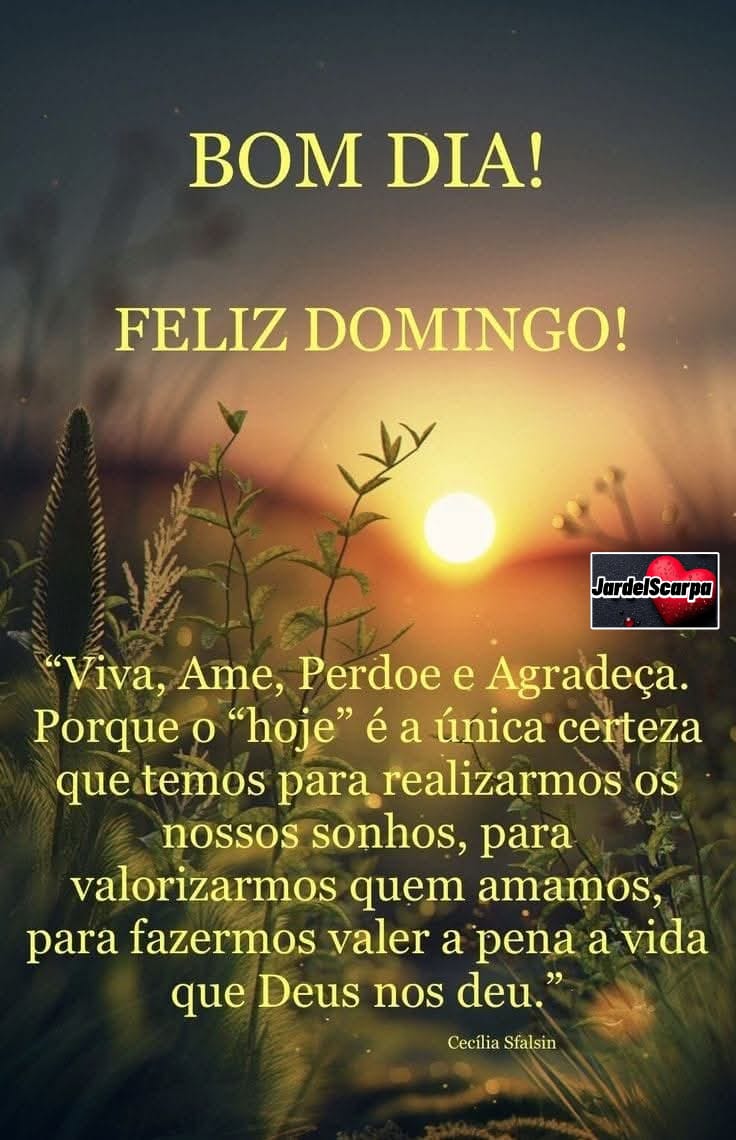 BOM DIA!
FELIZ DOMINGO!
JardelScarpa
“Viva, Ame, Perdoe e Agradeça.
Porque o “hoje” é a única certeza
que temos para realizarmos os
nossos sonhos, para
valorizarmos quem amamos,
para fazermos valer a pena a vida
que Deus nos deu.”
Cecília Sfalsin